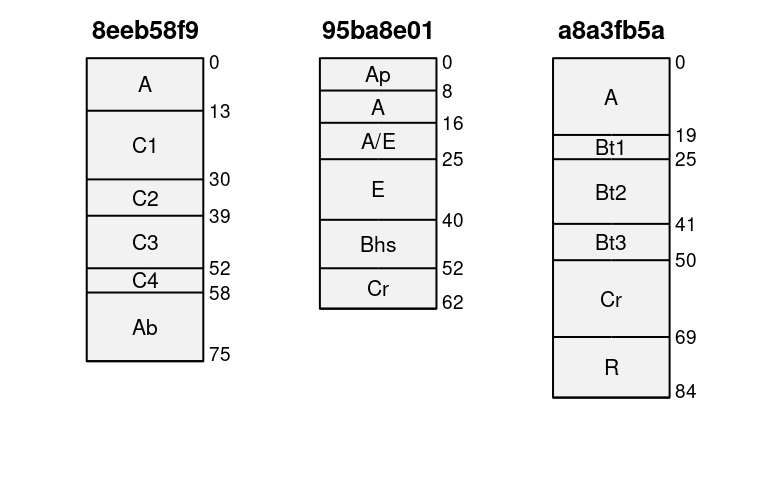 8eeb58f9
0
A
13
C1
30
C2
39
C3
52
C4
58
Ab
75
95ba8e01
0
Ap
8
A
16
A/E
25
E
40
Bhs
52
Cr
62
a8a3fb5a
0
A
19
Bt1
25
Bt2
41
Bt3
50
Cr
69
R
84